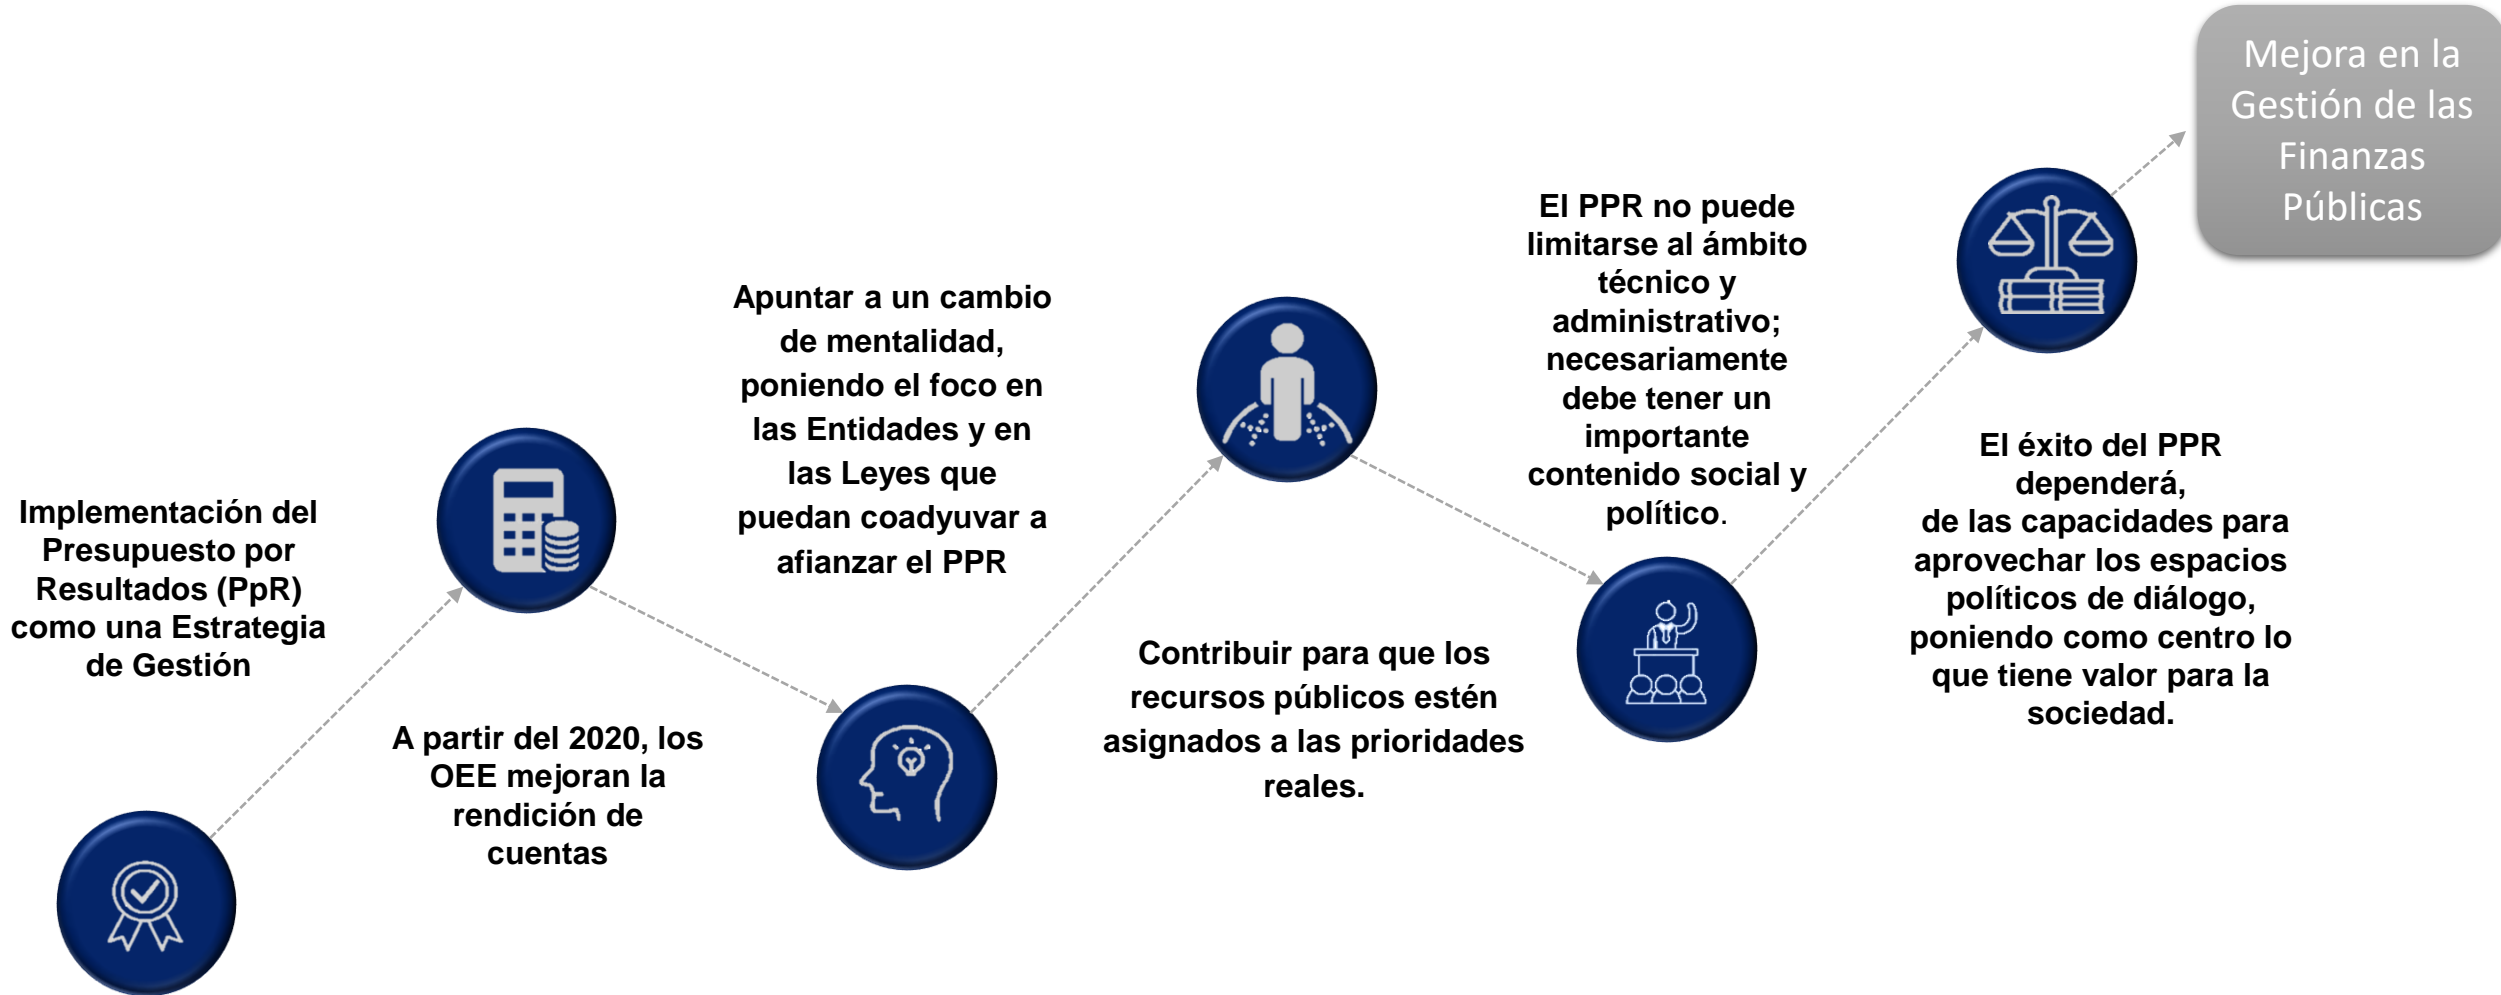 Implementación del
Presupuesto por
Resultados (PpR)
como una Estrategia
de Gestión
A partir del 2020, los
OEE mejoran la
rendición de
cuentas
Apuntar a un cambio
de mentalidad,
poniendo el foco en
las Entidades y en
las Leyes que
puedan coadyuvar a
afianzar el PPR
Contribuir para que los
recursos públicos estén
asignados a las prioridades
reales.
El PPR no puede
limitarse al ámbito
técnico y
administrativo;
necesariamente
debe tener un
importante
contenido social y
político.
El éxito del PPR
dependerá,
de las capacidades para
aprovechar los espacios
políticos de diálogo,
poniendo como centro lo
que tiene valor para la
sociedad.
Mejora en la
Gestión de las
Finanzas
Públicas